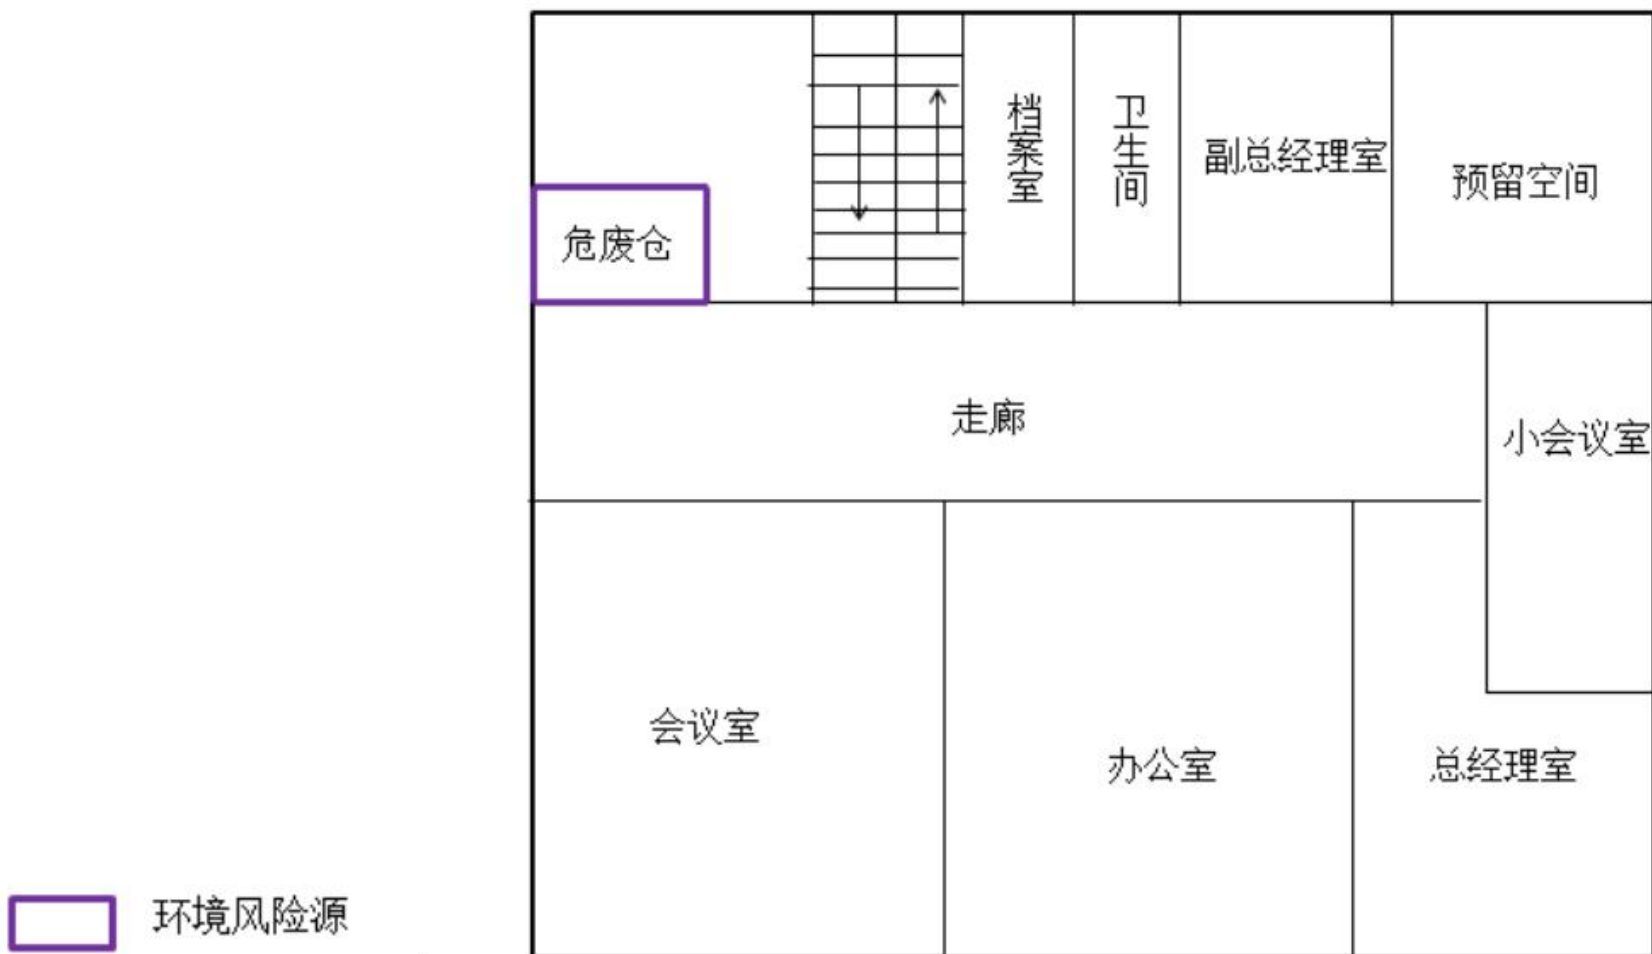 档案室
卫生间
副总经理室
预留空间
危废仓
走廊
小会议室
会议室
办公室
总经理室
环境风险源